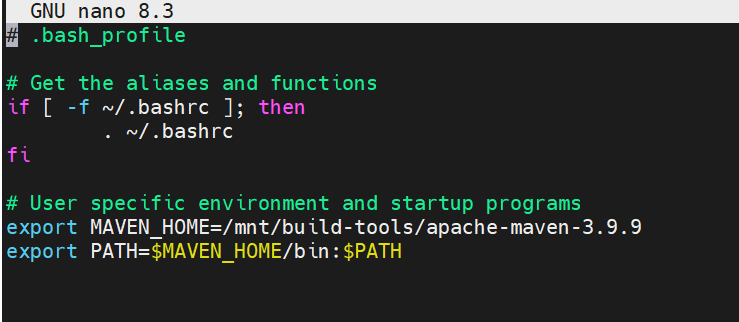 GNU nano 8.3
# .bash_profile
# Get the aliases and functions
if [ -f ~/.bashrc ]; then
. ~/.bashrc
fi
# User specific environment and startup programs
export MAVEN_HOME=/mnt/build-tools/apache-maven-3.9.9
export PATH=$MAVEN_HOME/bin:$PATH